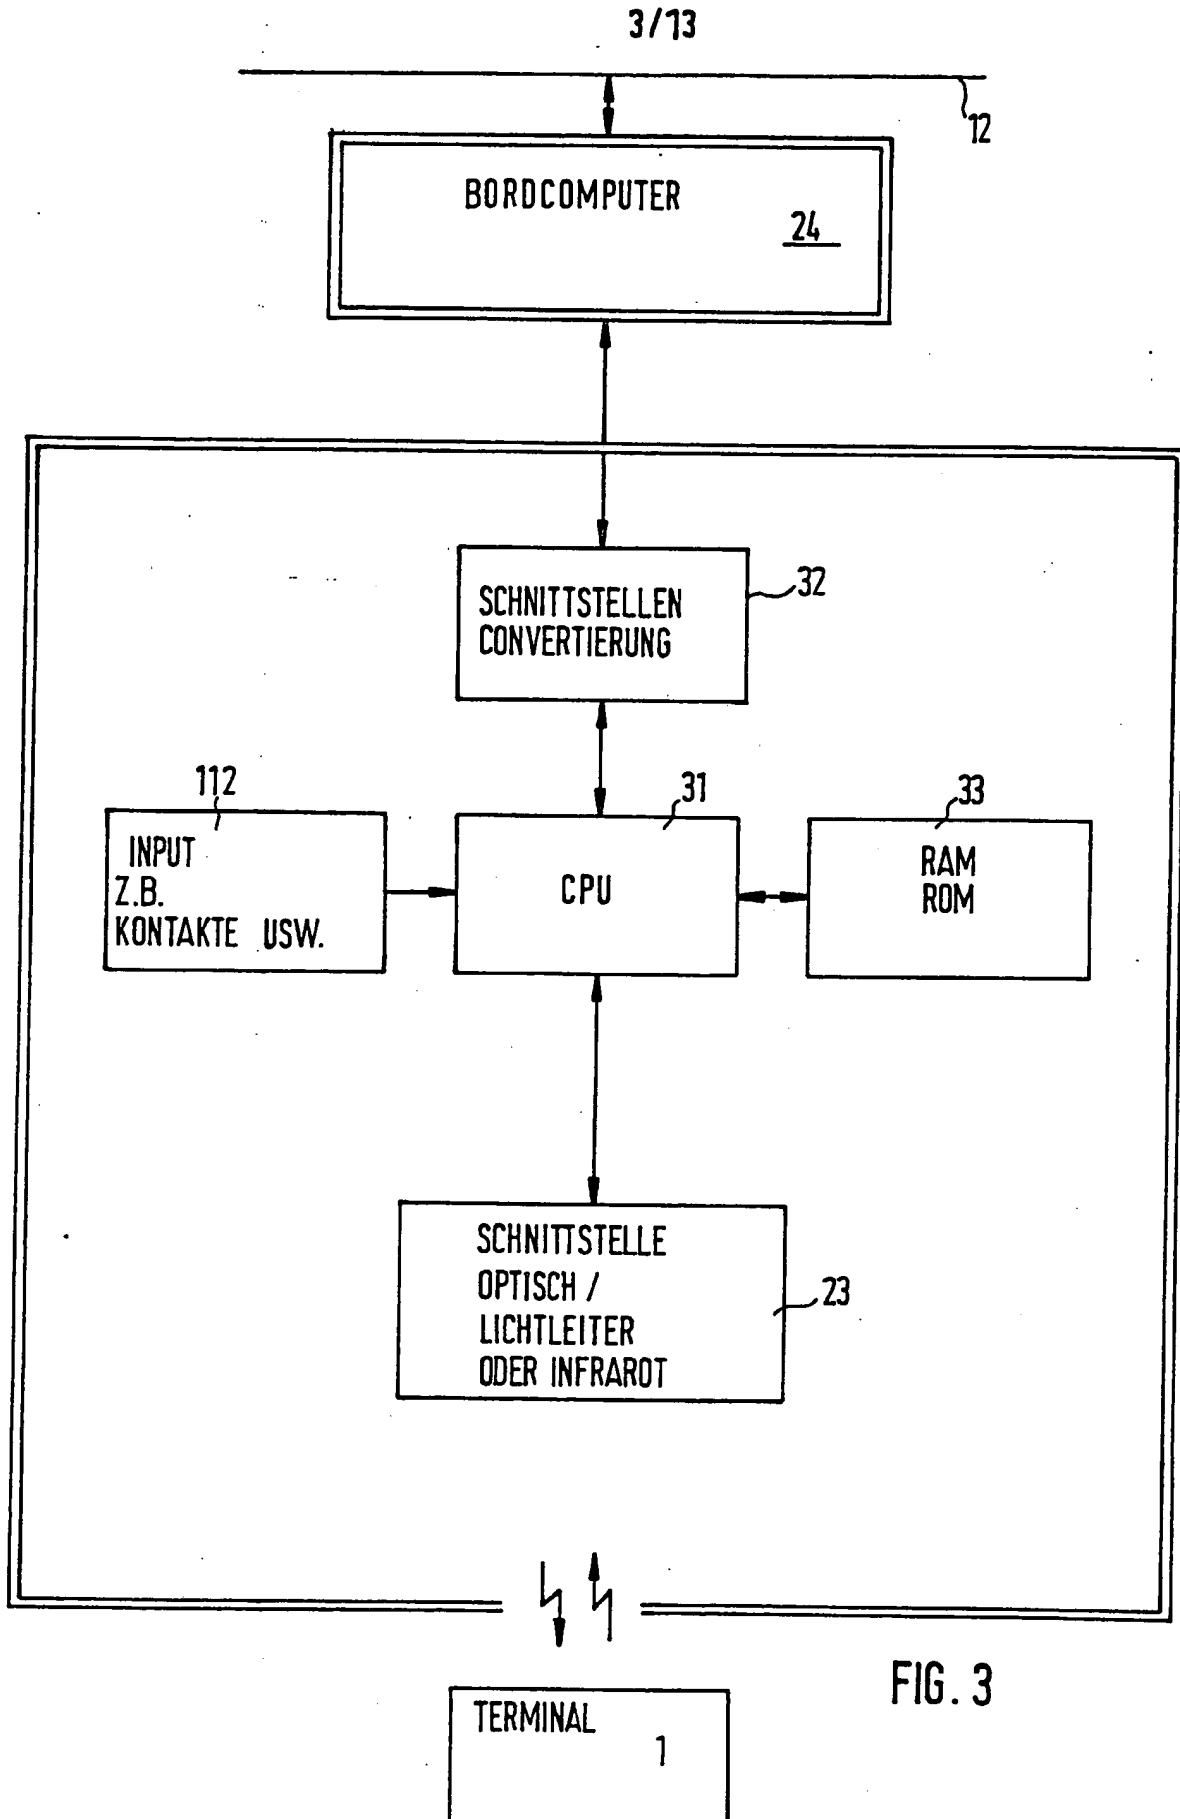 3/13
12
BORDCOMPUTER
24
SCHNITTSTELLEN
CONVERTIERUNG
32
112
INPUT
Z.B.
KONTAKTE USW.
31
CPU
33
RAM
ROM
SCHNITTSTELLE
OPTISCH /
LICHTLEITER
ODER INFRAROT
23
FIG. 3
TERMINAL
1